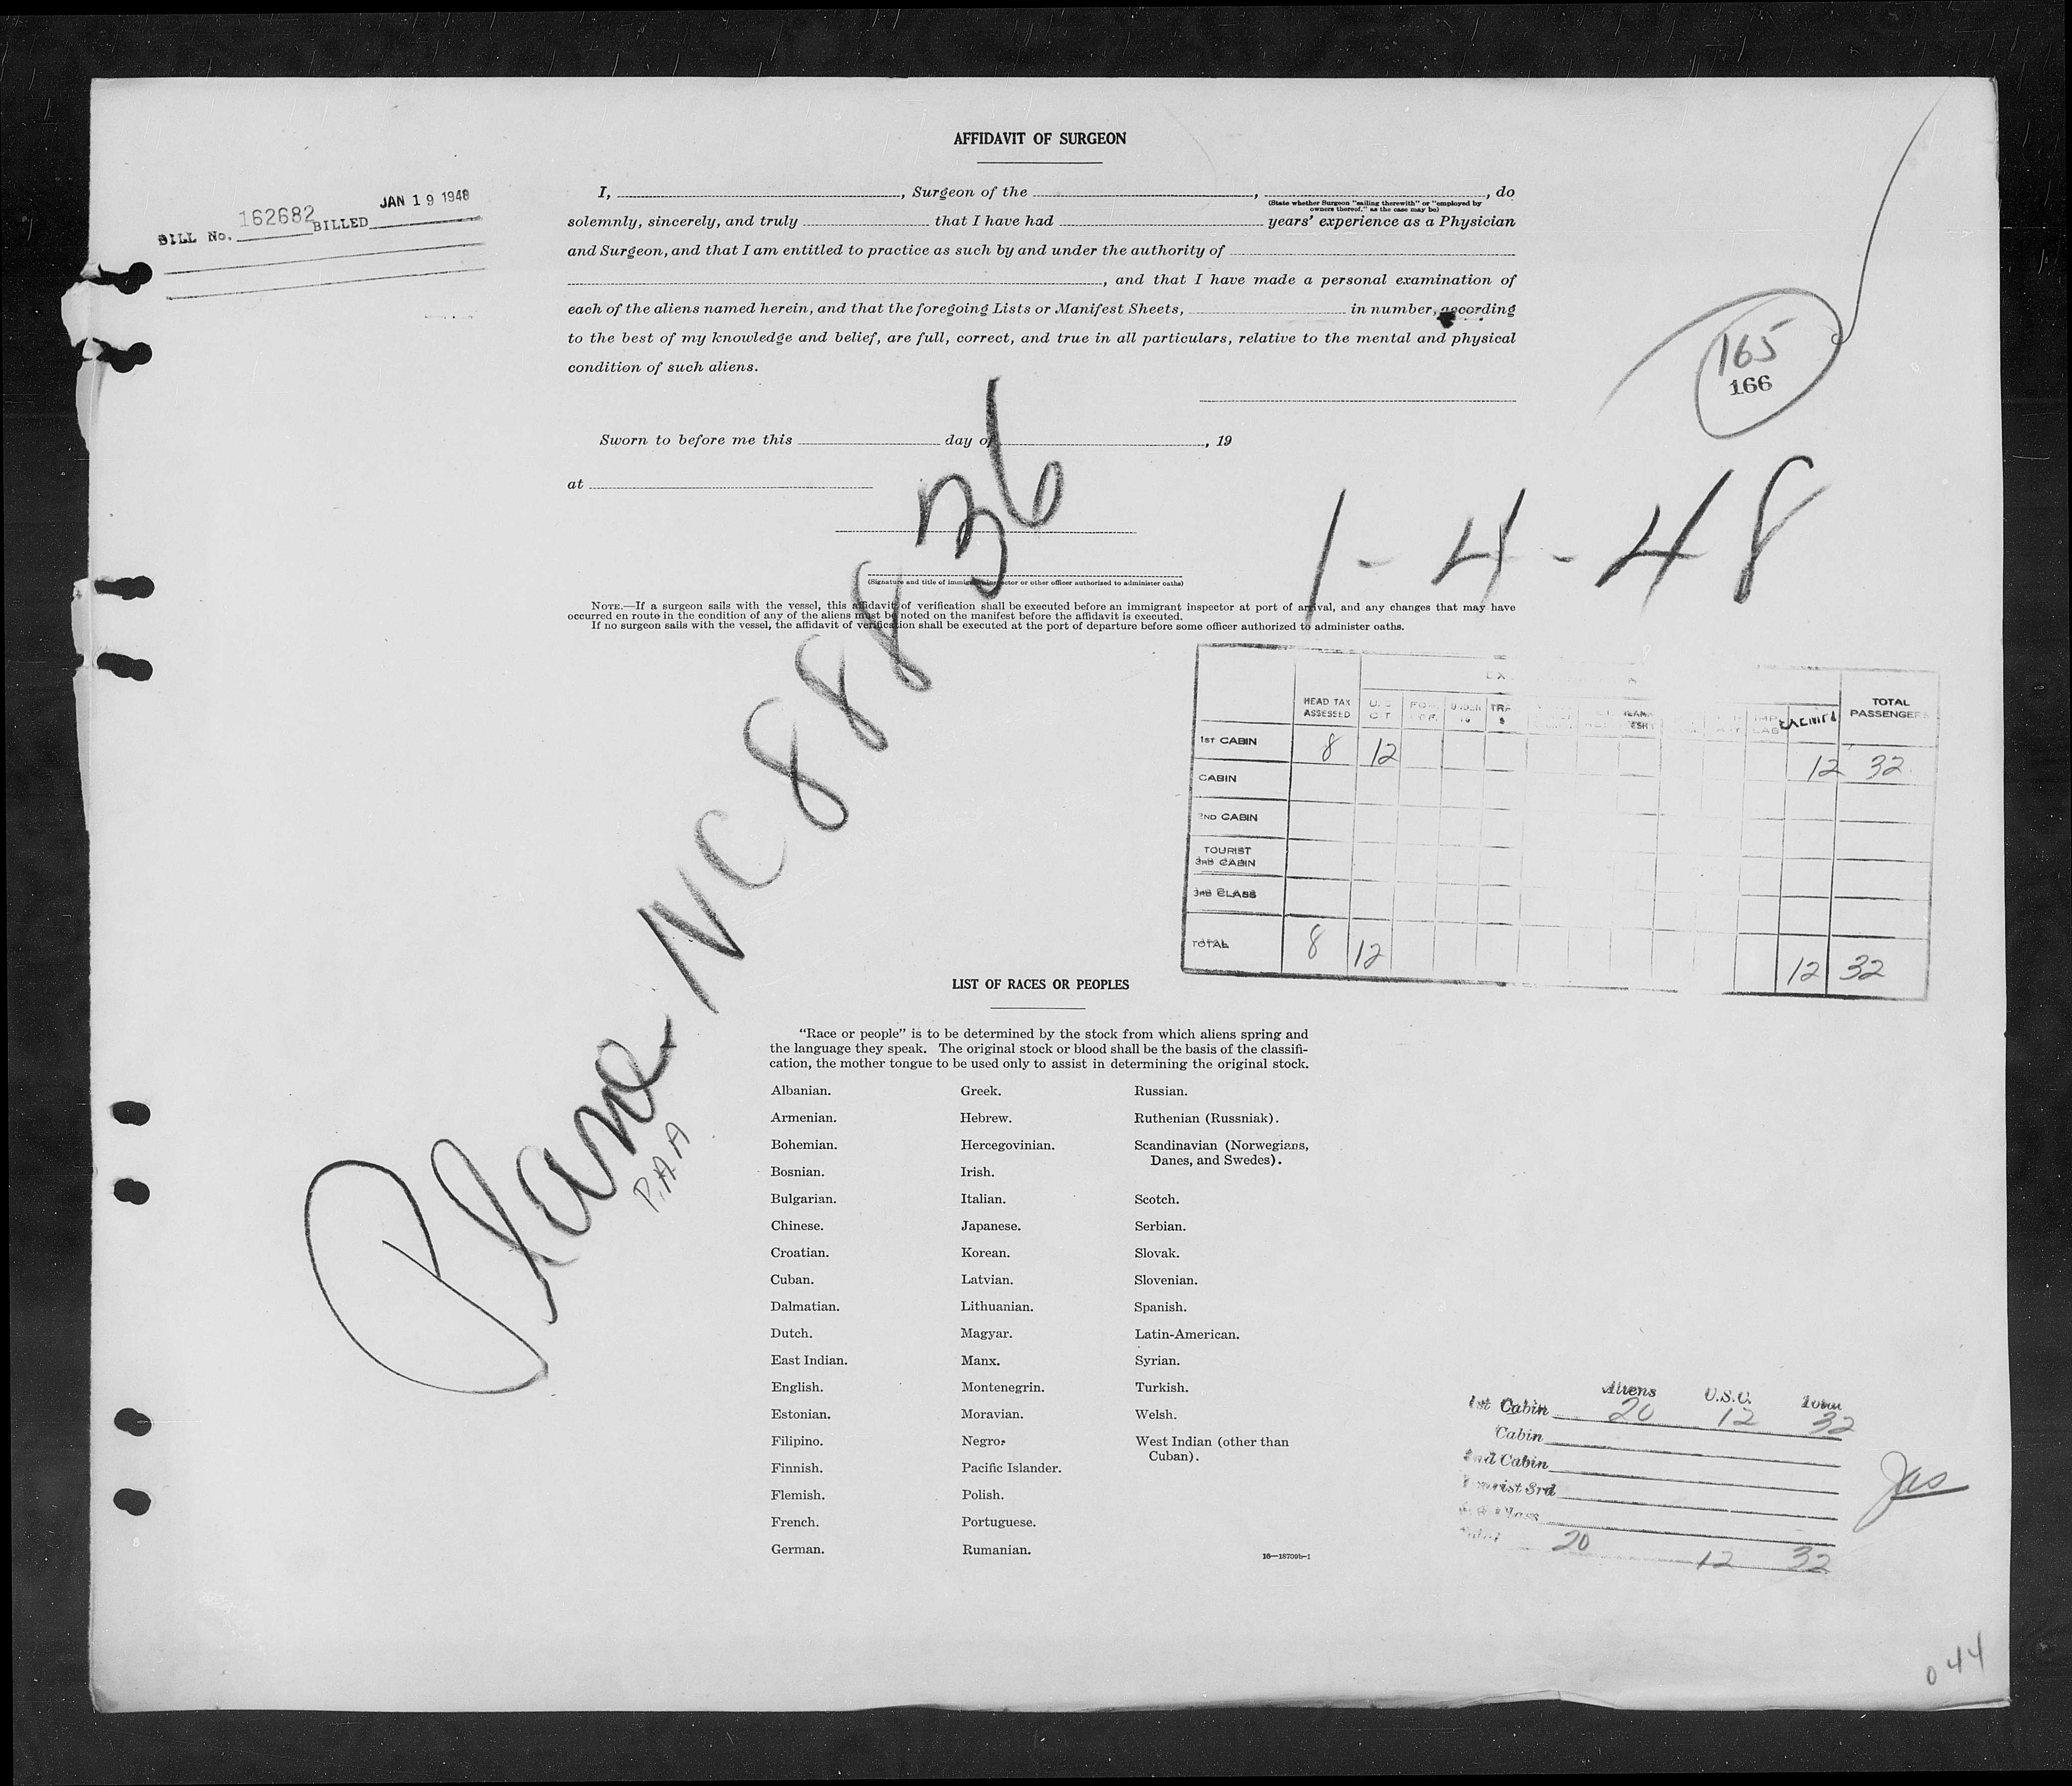 AFFIDAVIT OF SURGEON
BILL No. 162682 BILLED JAN 19 1948
I, , Surgeon of the , , do
(State whether Surgeon "sailing therewith" or "employed by
owners thereof," as the case may be)
solemnly, sincerely, and truly that I have had years' experience as a Physician
and Surgeon, and that I am entitled to practice as such by and under the authority of
, and that I have made a personal examination of
each of the aliens named herein, and that the foregoing Lists or Manifest Sheets, in number, according
to the best of my knowledge and belief, are full, correct, and true in all particulars, relative to the mental and physical
condition of such aliens.
165
166
Sworn to before me this day of , 19
at
1-4-48
(Signature and title of immigrant inspector or other officer authorized to administer oaths)
NOTE.—If a surgeon sails with the vessel, this affidavit of verification shall be executed before an immigrant inspector at port of arrival, and any changes that may have
occurred en route in the condition of any of the aliens must be noted on the manifest before the affidavit is executed.
If no surgeon sails with the vessel, the affidavit of verification shall be executed at the port of departure before some officer authorized to administer oaths.
Plane NC 88836
P.A.A
HEAD TAX ASSESSED EXEMPT TOTAL PASSENGERS
1ST CABIN 8 12 12 32
CABIN
2ND CABIN
TOURIST
3RD CABIN
3RD CLASS
TOTAL 8 12 12 32
LIST OF RACES OR PEOPLES
"Race or people" is to be determined by the stock from which aliens spring and
the language they speak. The original stock or blood shall be the basis of the classifi-
cation, the mother tongue to be used only to assist in determining the original stock.
Albanian. Greek. Russian.
Armenian. Hebrew. Ruthenian (Russniak).
Bohemian. Hercegovinian. Scandinavian (Norwegians,
Danes, and Swedes).
Bosnian. Irish.
Bulgarian. Italian. Scotch.
Chinese. Japanese. Serbian.
Croatian. Korean. Slovak.
Cuban. Latvian. Slovenian.
Dalmatian. Lithuanian. Spanish.
Dutch. Magyar. Latin-American.
East Indian. Manx. Syrian.
English. Montenegrin. Turkish.
Estonian. Moravian. Welsh.
Filipino. Negro. West Indian (other than
Cuban).
Finnish. Pacific Islander.
Flemish. Polish.
French. Portuguese.
German. Rumanian.
16—18709b-1
Aliens U.S.C. Total
1st Cabin 20 12 32
Cabin
2nd Cabin
Tourist 3rd
Class
Total 20 12 32
Jas
044